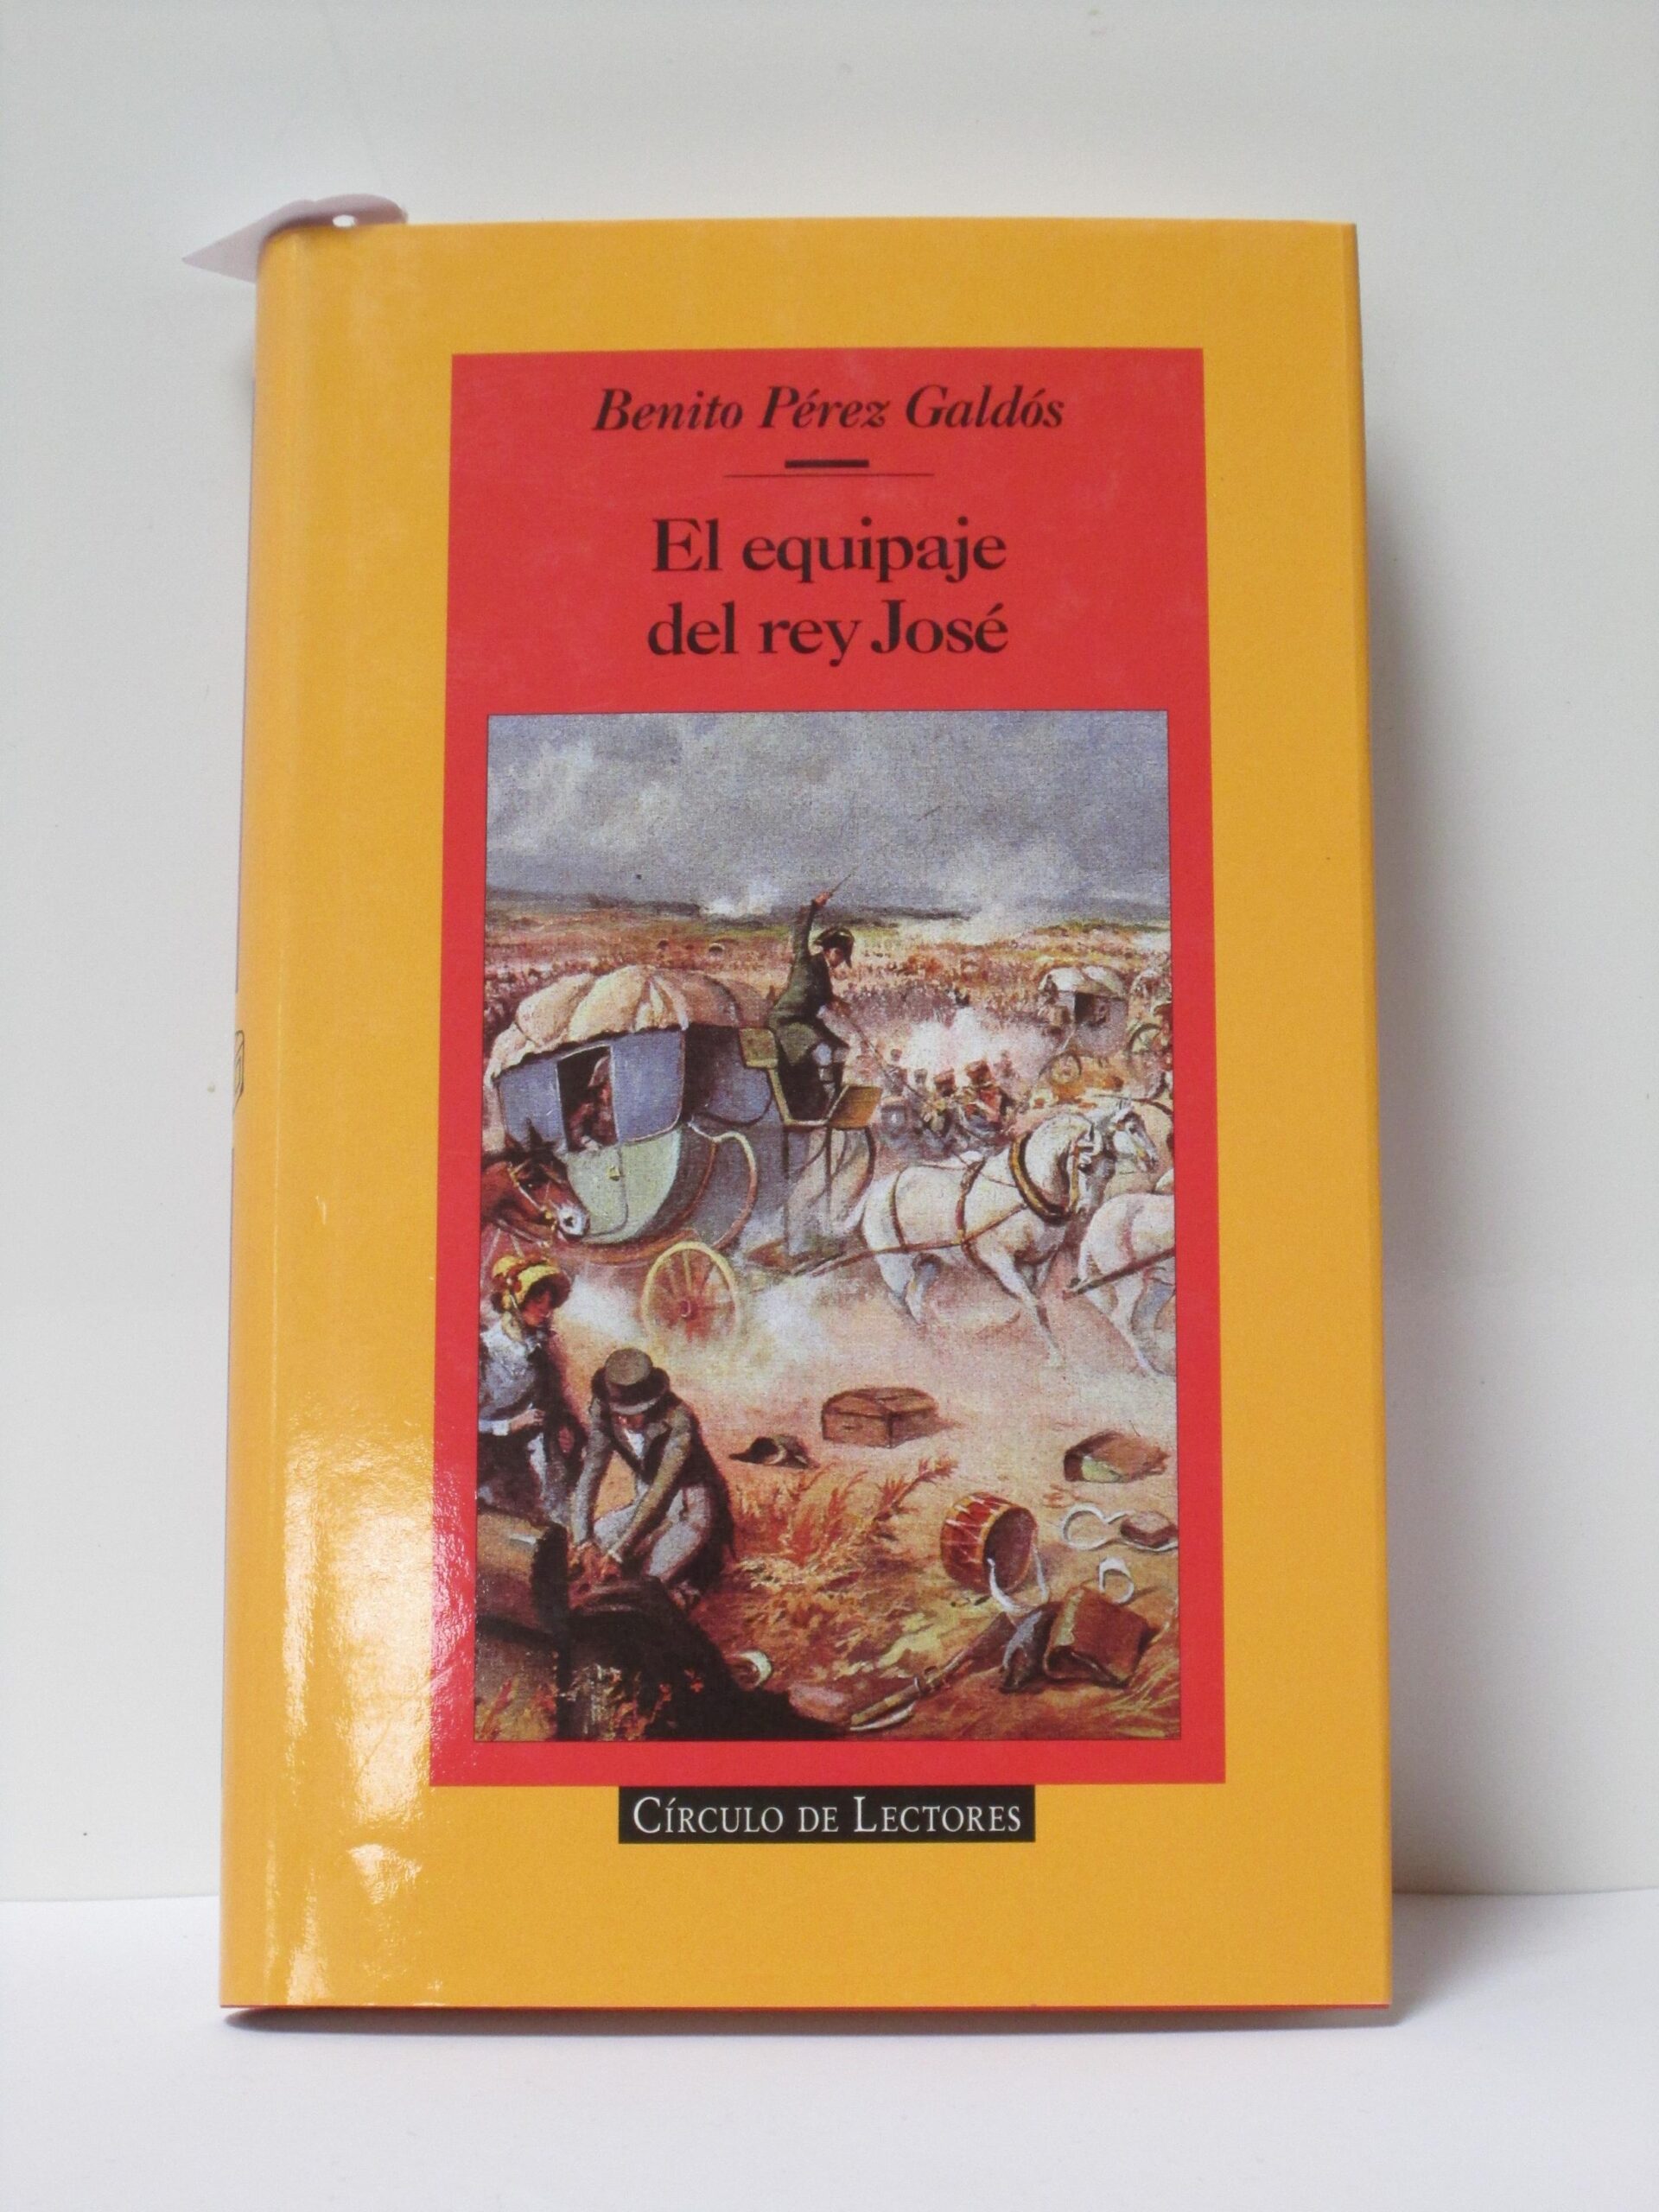 Benito Pérez Galdós
El equipaje
del rey José
CÍRCULO DE LECTORES